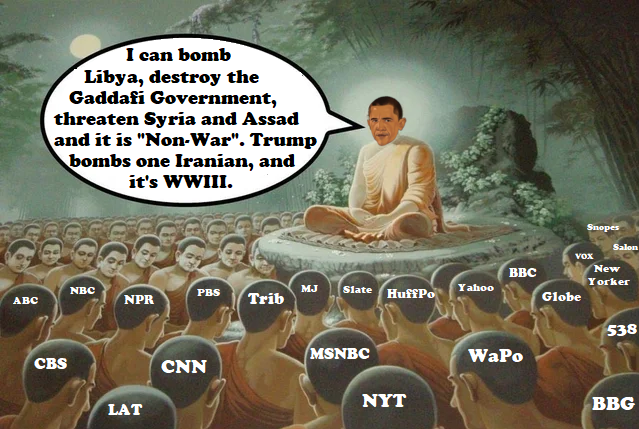 I can bomb
Libya, destroy the
Gaddafi Government,
threaten Syria and Assad
and it is "Non-War". Trump
bombs one Iranian, and
it's WWIII.
Snopes
Salon
vox
New
Yorker
BBC
ABC
NBC
NPR
PBS
Trib
MJ
Slate
HuffPo
Yahoo
Globe
538
CBS
CNN
MSNBC
WaPo
LAT
NYT
BBG